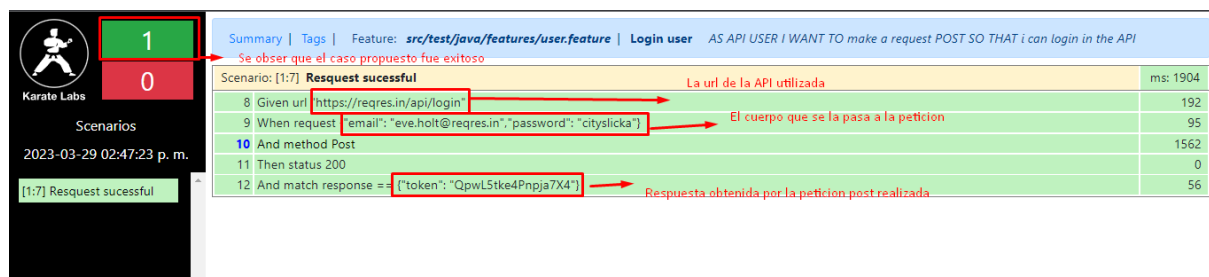 1
0
Karate Labs
Scenarios
2023-03-29 02:47:23 p. m.
[1:7] Resquest sucessful
Summary | Tags | Feature: src/test/java/features/user.feature | Login user AS API USER I WANT TO make a request POST SO THAT i can login in the API
Se obser que el caso propuesto fue exitoso
Scenario: [1:7] Resquest sucessful ms: 1904
La url de la API utilizada
8 Given url "https://reqres.in/api/login" 192
9 When request "email": "eve.holt@reqres.in","password": "cityslicka"} 95
El cuerpo que se la pasa a la peticion
10 And method Post 1562
11 Then status 200 0
12 And match response == {"token": "QpwL5tke4Pnpja7X4"} 56
Respuesta obtenida por la peticion post realizada